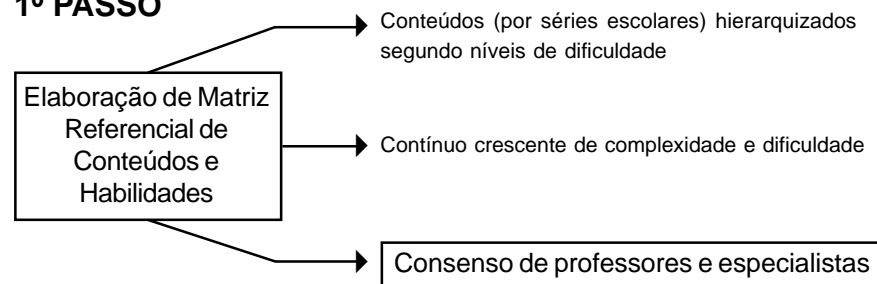 1º PASSO
Conteúdos (por séries escolares) hierarquizados
segundo níveis de dificuldade
Elaboração de Matriz
Referencial de
Conteúdos e
Habilidades
Contínuo crescente de complexidade e dificuldade
Consenso de professores e especialistas